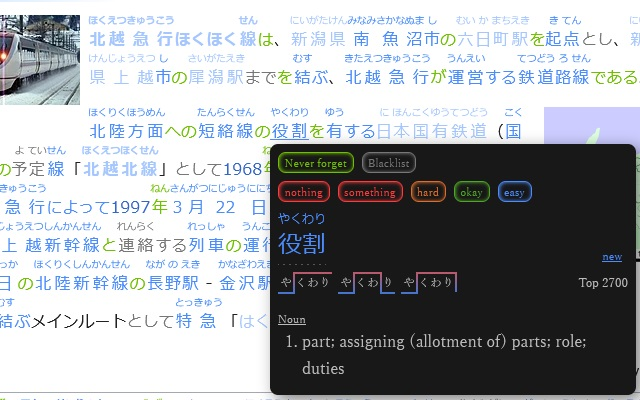 ほくえつきゅうこう せん にいがたけんみなみさかなぬまし むいかまちえき きてん
北越急行ほくほく線は、新潟県南魚沼市の六日町駅を起点とし、
けんじょうえつし さいがたえき むす きたえつきゅうこう うんえい てつどうろせん
県上越市の犀潟駅までを結ぶ、北越急行が運営する鉄道路線である
ほくりくほうめん たんらくせん やくわり ゆう にほんこくゆうてつどう こく
北陸方面への短絡線の役割を有する日本国有鉄道（国
よていせん ほくえつほくせん
の予定線「北越北線」として1968
きゅうこう ねんさんがつにじゅうにち
急行によって1997年3月22日
じょうえつしんかんせん れんらく れっしゃ うんこう
上越新幹線と連絡する列車の運行
ほくりくしんかんせん ながのえき かなざわえき
日の北陸新幹線の長野駅 - 金沢駅
むす とっきゅう
結ぶメインルートとして特急「はく
Never forget Blacklist
nothing something hard okay easy
やくわり
役割
new
やくわり やくわり やくわり Top 2700
Noun
1. part; assigning (allotment of) parts; role;
duties